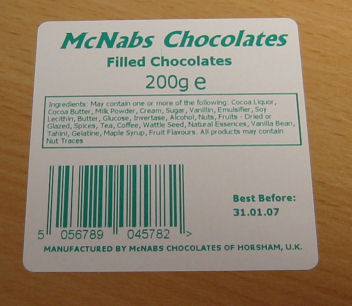 McNabs Chocolates
Filled Chocolates
200g e
Ingredients: May contain one or more of the following: Cocoa Liquor,
Cocoa Butter, Milk Powder, Cream, Sugar, Vanillin, Emulsifier, Soy
Lecithin, Butter, Glucose, Invertase, Alcohol, Nuts, Fruits - Dried or
Glazed, Spices, Tea, Coffee, Wattle Seed, Natural Essences, Vanilla Bean,
Tahini, Gelatine, Maple Syrup, Fruit Flavours. All products may contain
Nut Traces
Best Before:
31.01.07
5 056789 045782 >
MANUFACTURED BY McNABS CHOCOLATES OF HORSHAM, U.K.